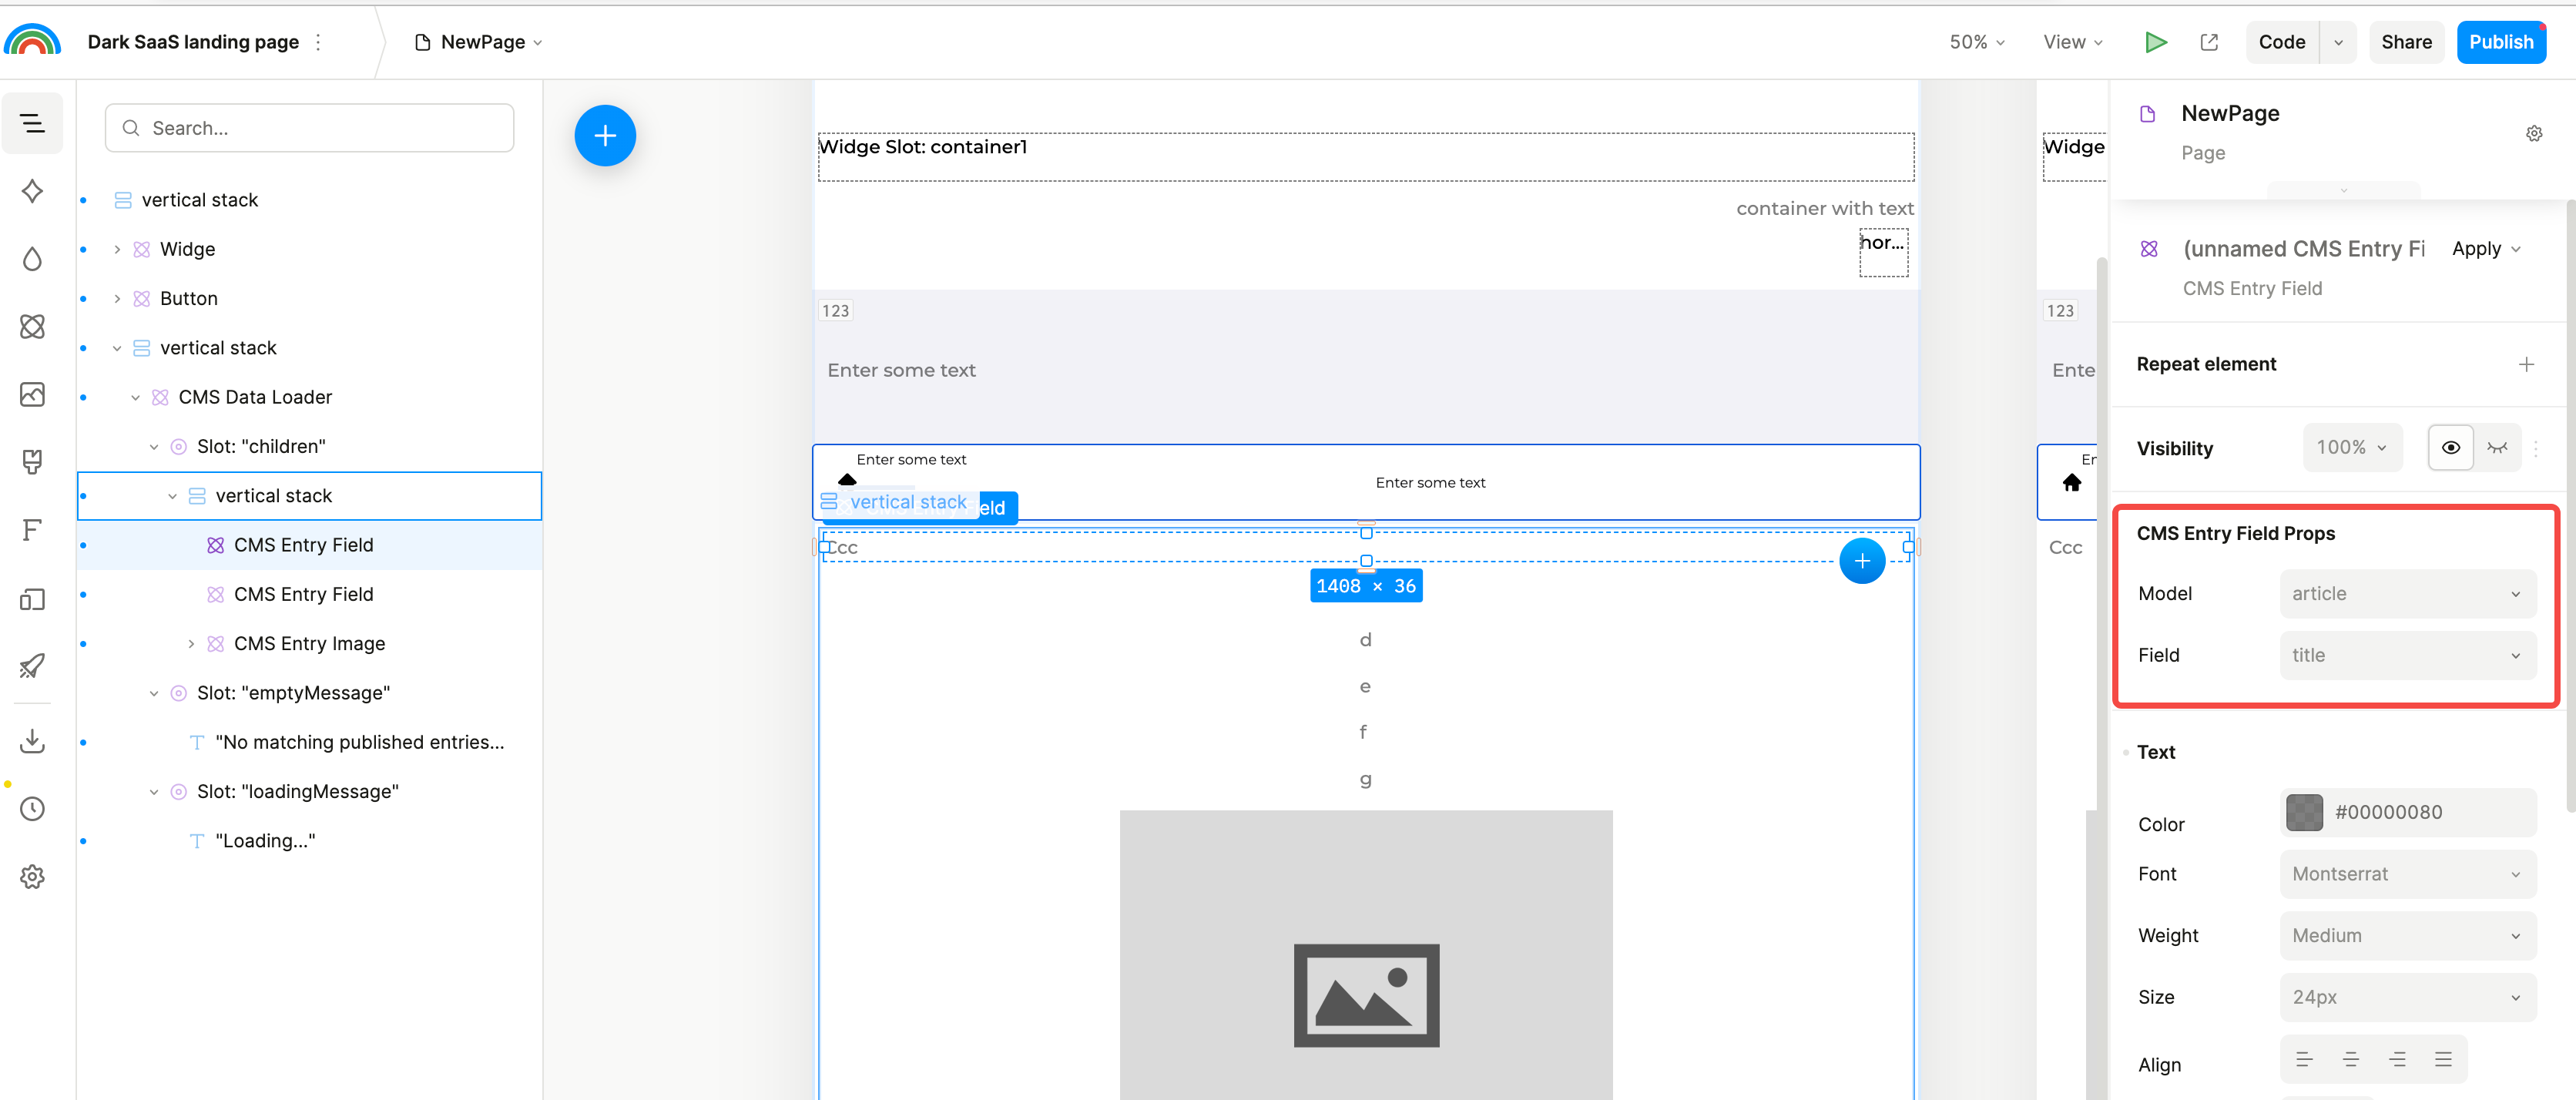 Dark SaaS landing page
NewPage
50%
View
Code
Share
Publish
Search...
vertical stack
Widge
Button
vertical stack
CMS Data Loader
Slot: "children"
vertical stack
CMS Entry Field
CMS Entry Field
CMS Entry Image
Slot: "emptyMessage"
"No matching published entries...
Slot: "loadingMessage"
"Loading..."
Widge Slot: container1
container with text
hor...
123
Enter some text
Enter some text
Enter some text
vertical stack
eld
Ccc
1408 × 36
d
e
f
g
Widge
123
Ente
En
Ccc
NewPage
Page
(unnamed CMS Entry Fi
Apply
CMS Entry Field
Repeat element
Visibility
100%
CMS Entry Field Props
Model
article
Field
title
Text
Color
#00000080
Font
Montserrat
Weight
Medium
Size
24px
Align